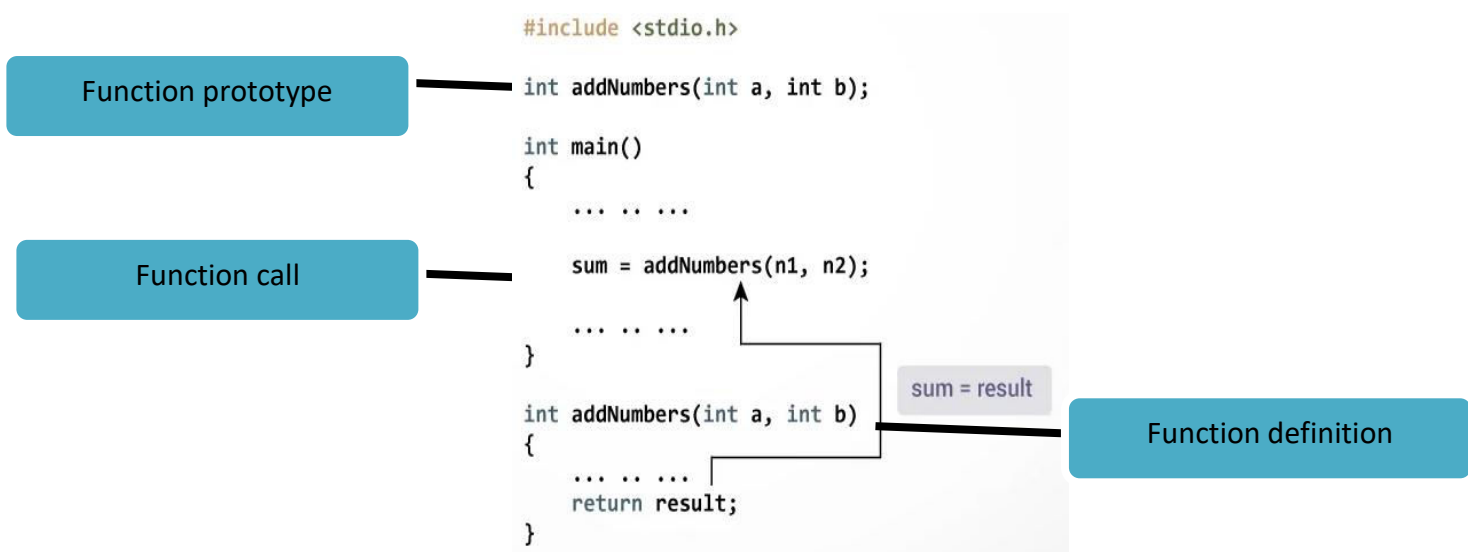 #include <stdio.h>
Function prototype
int addNumbers(int a, int b);
int main()
{
... .. ...
Function call
sum = addNumbers(n1, n2);
... .. ...
}
sum = result
int addNumbers(int a, int b)
Function definition
{
... .. ...
return result;
}